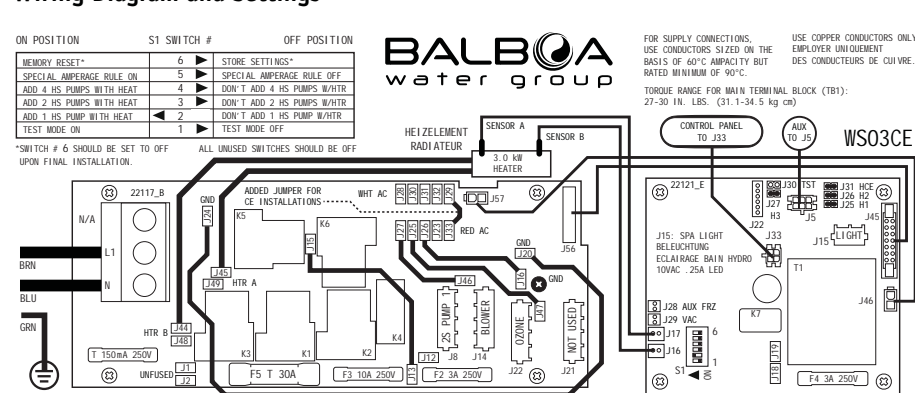 Wiring Diagram and Settings
ON POSITION S1 SWITCH # OFF POSITION
MEMORY RESET* 6 STORE SETTINGS*
SPECIAL AMPERAGE RULE ON 5 SPECIAL AMPERAGE RULE OFF
ADD 4 HS PUMPS WITH HEAT 4 DON'T ADD 4 HS PUMPS W/HTR
ADD 2 HS PUMPS WITH HEAT 3 DON'T ADD 2 HS PUMPS W/HTR
ADD 1 HS PUMP WITH HEAT 2 DON'T ADD 1 HS PUMP W/HTR
TEST MODE ON 1 TEST MODE OFF
*SWITCH # 6 SHOULD BE SET TO OFF
UPON FINAL INSTALLATION.
ALL UNUSED SWITCHES SHOULD BE OFF
BALBOA
water group
FOR SUPPLY CONNECTIONS,
USE CONDUCTORS SIZED ON THE
BASIS OF 60°C AMPACITY BUT
RATED MINIMUM OF 90°C.
USE COPPER CONDUCTORS ONLY
EMPLOYER UNIQUEMENT
DES CONDUCTEURS DE CUIVRE.
TORQUE RANGE FOR MAIN TERMINAL
BLOCK (TB1):
27-30 IN. LBS. (31.1-34.5 kg cm)
HEIZELEMENT
RADIATEUR
SENSOR A
SENSOR B
3.0 kW
HEATER
CONTROL PANEL
TO J33
AUX
TO J5
WS03CE
22117_B
N/A
L1
N
BRN
BLU
GRN
GND
J24
ADDED JUMPER FOR
CE INSTALLATIONS
WHT AC
J28
J30
J31
J32
J29
J57
K5
K6
J15
J27
J25
J26
J23
J33
RED AC
J56
GND
J20
J16
GND
J45
J49
HTR A
J46
J47
HTR B
J44
J48
K3
K1
K2
K4
2S PUMP 1
BLOWER
OZONE
NOT USED
J12
J8
J14
J22
J21
T 150mA 250V
UNFUSED
J1
J2
F5 T 30A
F3 10A 250V
J13
F2 3A 250V
22121_E
J30 TST
J27
H3
J22
J5
J31 HCE
J26 H2
J25 H1
J45
J15: SPA LIGHT
BELEUCHTUNG
ECLAIRAGE BAIN HYDRO
10VAC .25A LED
J33
J15
LIGHT
T1
J46
K7
J28 AUX FRZ
J29 VAC
J17
J16
6
S1
1
ON
J19
J18
F4 3A 250V